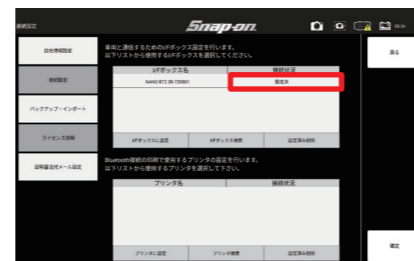 接続設定
Snap-on
自社情報設定
接続設定
バックアップ・インポート
ライセンス情報
証明書送付メール設定
車両と通信するためのI/Fボックス設定を行います。
以下リストから使用するI/Fボックスを選択してください。
I/Fボックス名 接続状況
設定済
I/Fボックスに設定 I/Fボックス検索 設定済み削除
Bluetooth接続の印刷で使用するプリンタの設定を行います。
以下リストから使用するプリンタを選択して下さい。
プリンタ名 接続状況
プリンタに設定 プリンタ検索 設定済み削除
戻る
確定